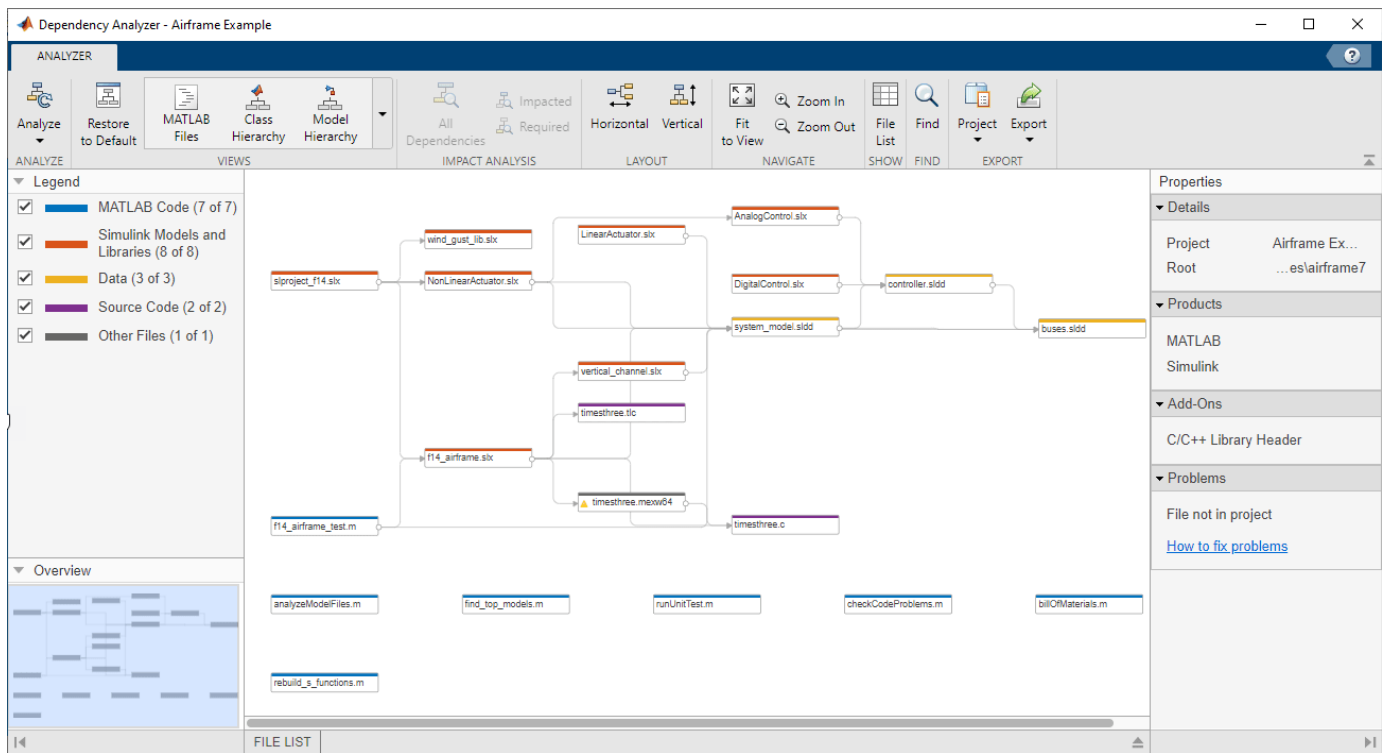 Dependency Analyzer - Airframe Example
ANALYZER
?
Analyze
Restore
to Default
MATLAB
Files
Class
Hierarchy
Model
Hierarchy
All
Dependencies
Impacted
Required
Horizontal
Vertical
Fit
to View
Zoom In
Zoom Out
File
List
Find
Project
Export
ANALYZE
VIEWS
IMPACT ANALYSIS
LAYOUT
NAVIGATE
SHOW
FIND
EXPORT
Legend
MATLAB Code (7 of 7)
Simulink Models and
Libraries (8 of 8)
Data (3 of 3)
Source Code (2 of 2)
Other Files (1 of 1)
Overview
AnalogControl.slx
wind_gust_lib.slx
LinearActuator.slx
slproject_f14.slx
NonLinearActuator.slx
DigitalControl.slx
controller.sldd
system_model.sldd
buses.sldd
vertical_channel.slx
timesthree.tlc
f14_airframe.slx
timesthree.mexw64
f14_airframe_test.m
timesthree.c
analyzeModelFiles.m
find_top_models.m
runUnitTest.m
checkCodeProblems.m
billOfMaterials.m
rebuild_s_functions.m
FILE LIST
Properties
Details
Project Airframe Ex...
Root ...es\airframe7
Products
MATLAB
Simulink
Add-Ons
C/C++ Library Header
Problems
File not in project
How to fix problems